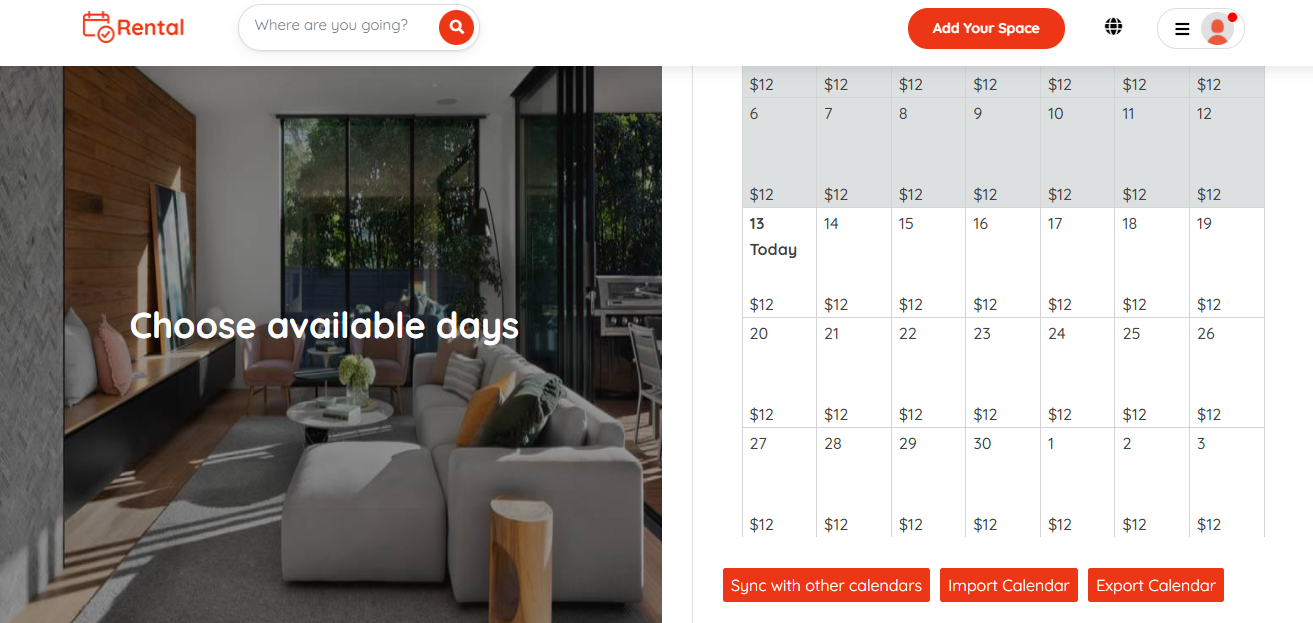 Rental
Where are you going?
Add Your Space
Choose available days
$12 $12 $12 $12 $12 $12 $12
6 7 8 9 10 11 12
$12 $12 $12 $12 $12 $12 $12
13 14 15 16 17 18 19
Today
$12 $12 $12 $12 $12 $12 $12
20 21 22 23 24 25 26
$12 $12 $12 $12 $12 $12 $12
27 28 29 30 1 2 3
$12 $12 $12 $12 $12 $12 $12
Sync with other calendars Import Calendar Export Calendar